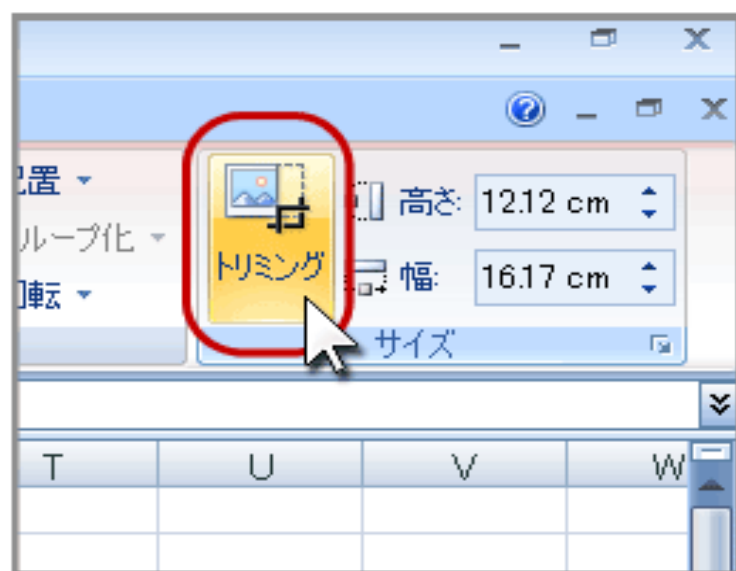 配置
トリミング
高さ: 12.12 cm
ループ化
幅: 16.17 cm
回転
サイズ
T U V W